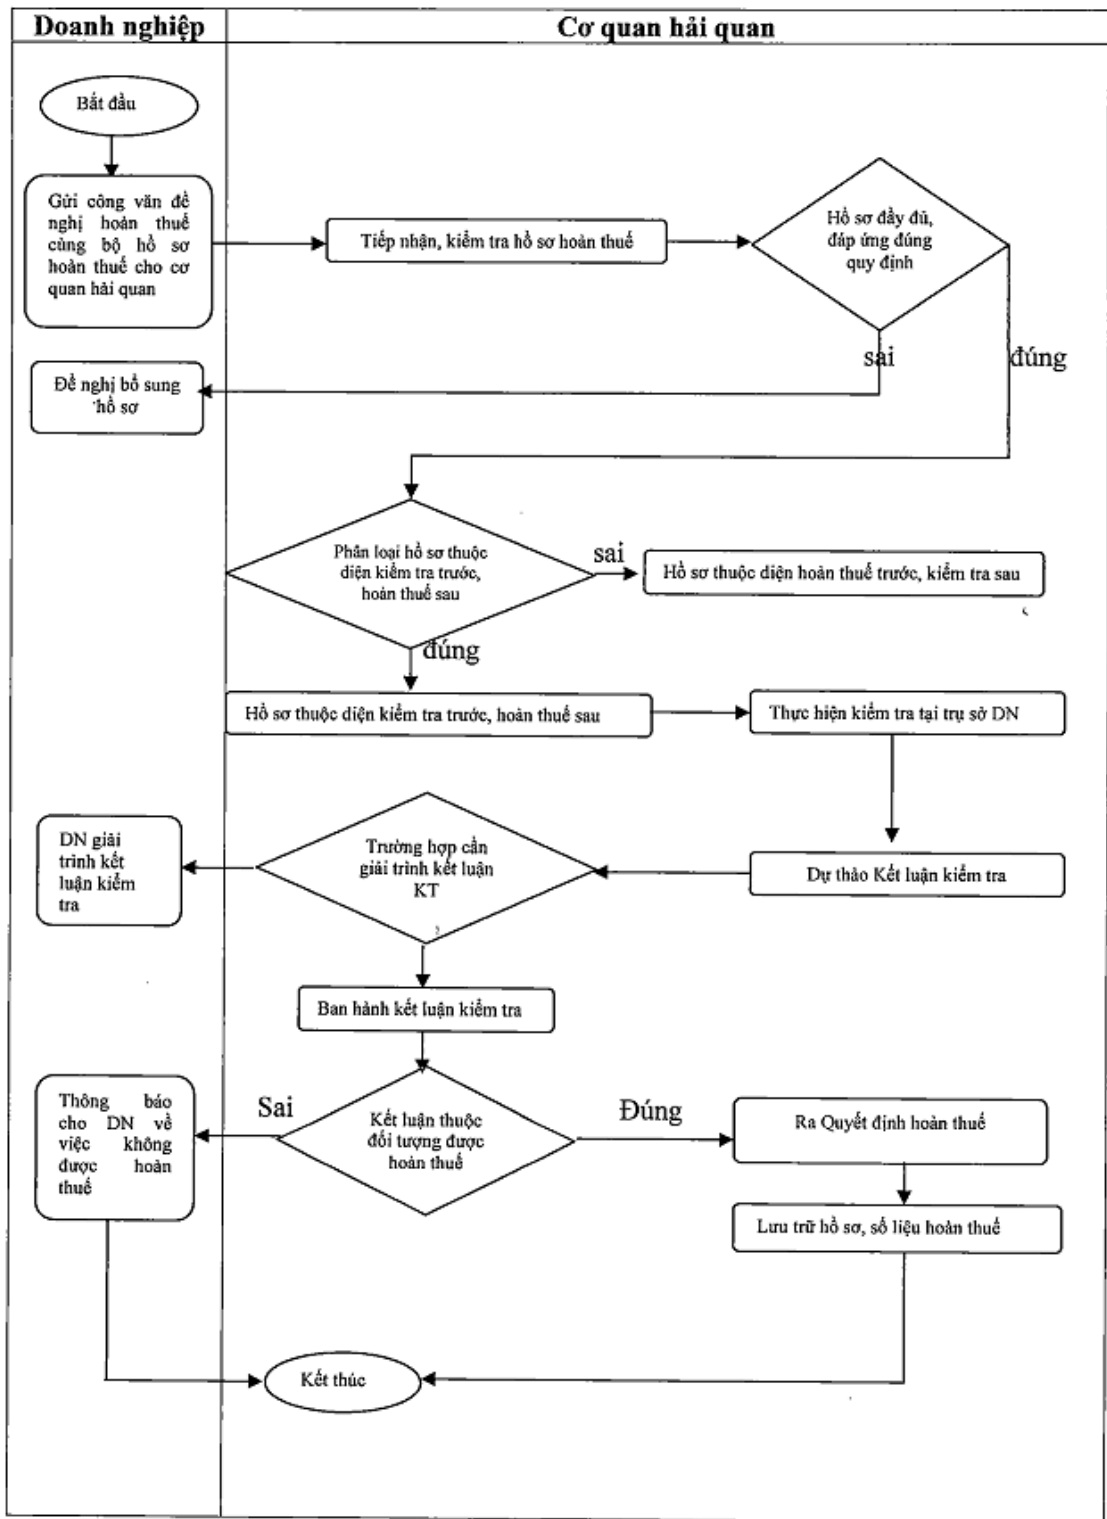 Doanh nghiệp
Cơ quan hải quan
Bắt đầu
Gửi công văn đề
nghị hoàn thuế
cùng bộ hồ sơ
hoàn thuế cho cơ
quan hải quan
Tiếp nhận, kiểm tra hồ sơ hoàn thuế
Hồ sơ đầy đủ,
đáp ứng đúng
quy định
sai
đúng
Đề nghị bổ sung
hồ sơ
Phân loại hồ sơ thuộc
diện kiểm tra trước,
hoàn thuế sau
sai
Hồ sơ thuộc diện hoàn thuế trước, kiểm tra sau
đúng
Hồ sơ thuộc diện kiểm tra trước, hoàn thuế sau
Thực hiện kiểm tra tại trụ sở DN
DN giải
trình kết
luận kiểm
tra
Trường hợp cần
giải trình kết luận
KT
Dự thảo Kết luận kiểm tra
Ban hành kết luận kiểm tra
Thông báo
cho DN về
việc không
được hoàn
thuế
Sai
Kết luận thuộc
đối tượng được
hoàn thuế
Đúng
Ra Quyết định hoàn thuế
Lưu trữ hồ sơ, số liệu hoàn thuế
Kết thúc